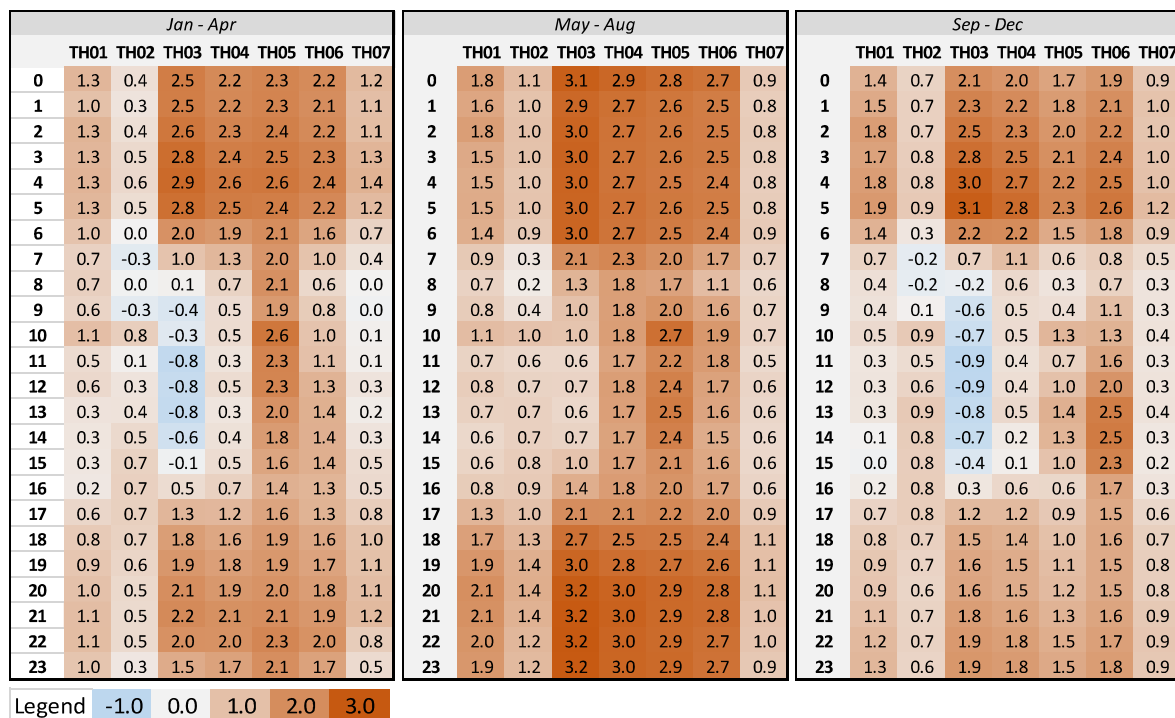 Jan - Apr May - Aug Sep - Dec
TH01 TH02 TH03 TH04 TH05 TH06 TH07 TH01 TH02 TH03 TH04 TH05 TH06 TH07 TH01 TH02 TH03 TH04 TH05 TH06 TH07
0 1.3 0.4 2.5 2.2 2.3 2.2 1.2 0 1.8 1.1 3.1 2.9 2.8 2.7 0.9 0 1.4 0.7 2.1 2.0 1.7 1.9 0.9
1 1.0 0.3 2.5 2.2 2.3 2.1 1.1 1 1.6 1.0 2.9 2.7 2.6 2.5 0.8 1 1.5 0.7 2.3 2.2 1.8 2.1 1.0
2 1.3 0.4 2.6 2.3 2.4 2.2 1.1 2 1.8 1.0 3.0 2.7 2.6 2.5 0.8 2 1.8 0.7 2.5 2.3 2.0 2.2 1.0
3 1.3 0.5 2.8 2.4 2.5 2.3 1.3 3 1.5 1.0 3.0 2.7 2.6 2.5 0.8 3 1.7 0.8 2.8 2.5 2.1 2.4 1.0
4 1.3 0.6 2.9 2.6 2.6 2.4 1.4 4 1.5 1.0 3.0 2.7 2.5 2.4 0.8 4 1.8 0.8 3.0 2.7 2.2 2.5 1.0
5 1.3 0.5 2.8 2.5 2.4 2.2 1.2 5 1.5 1.0 3.0 2.7 2.6 2.5 0.8 5 1.9 0.9 3.1 2.8 2.3 2.6 1.2
6 1.0 0.0 2.0 1.9 2.1 1.6 0.7 6 1.4 0.9 3.0 2.7 2.5 2.4 0.9 6 1.4 0.3 2.2 2.2 1.5 1.8 0.9
7 0.7 -0.3 1.0 1.3 2.0 1.0 0.4 7 0.9 0.3 2.1 2.3 2.0 1.7 0.7 7 0.7 -0.2 0.7 1.1 0.6 0.8 0.5
8 0.7 0.0 0.1 0.7 2.1 0.6 0.0 8 0.7 0.2 1.3 1.8 1.7 1.1 0.6 8 0.4 -0.2 -0.2 0.6 0.3 0.7 0.3
9 0.6 -0.3 -0.4 0.5 1.9 0.8 0.0 9 0.8 0.4 1.0 1.8 2.0 1.6 0.7 9 0.4 0.1 -0.6 0.5 0.4 1.1 0.3
10 1.1 0.8 -0.3 0.5 2.6 1.0 0.1 10 1.1 1.0 1.0 1.8 2.7 1.9 0.7 10 0.5 0.9 -0.7 0.5 1.3 1.3 0.4
11 0.5 0.1 -0.8 0.3 2.3 1.1 0.1 11 0.7 0.6 0.6 1.7 2.2 1.8 0.5 11 0.3 0.5 -0.9 0.4 0.7 1.6 0.3
12 0.6 0.3 -0.8 0.5 2.3 1.3 0.3 12 0.8 0.7 0.7 1.8 2.4 1.7 0.6 12 0.3 0.6 -0.9 0.4 1.0 2.0 0.3
13 0.3 0.4 -0.8 0.3 2.0 1.4 0.2 13 0.7 0.7 0.6 1.7 2.5 1.6 0.6 13 0.3 0.9 -0.8 0.5 1.4 2.5 0.4
14 0.3 0.5 -0.6 0.4 1.8 1.4 0.3 14 0.6 0.7 0.7 1.7 2.4 1.5 0.6 14 0.1 0.8 -0.7 0.2 1.3 2.5 0.3
15 0.3 0.7 -0.1 0.5 1.6 1.4 0.5 15 0.6 0.8 1.0 1.7 2.1 1.6 0.6 15 0.0 0.8 -0.4 0.1 1.0 2.3 0.2
16 0.2 0.7 0.5 0.7 1.4 1.3 0.5 16 0.8 0.9 1.4 1.8 2.0 1.7 0.6 16 0.2 0.8 0.3 0.6 0.6 1.7 0.3
17 0.6 0.7 1.3 1.2 1.6 1.3 0.8 17 1.3 1.0 2.1 2.1 2.2 2.0 0.9 17 0.7 0.8 1.2 1.2 0.9 1.5 0.6
18 0.8 0.7 1.8 1.6 1.9 1.6 1.0 18 1.7 1.3 2.7 2.5 2.5 2.4 1.1 18 0.8 0.7 1.5 1.4 1.0 1.6 0.7
19 0.9 0.6 1.9 1.8 1.9 1.7 1.1 19 1.9 1.4 3.0 2.8 2.7 2.6 1.1 19 0.9 0.7 1.6 1.5 1.1 1.5 0.8
20 1.0 0.5 2.1 1.9 2.0 1.8 1.1 20 2.1 1.4 3.2 3.0 2.9 2.8 1.1 20 0.9 0.6 1.6 1.5 1.2 1.5 0.8
21 1.1 0.5 2.2 2.1 2.1 1.9 1.2 21 2.1 1.4 3.2 3.0 2.9 2.8 1.0 21 1.1 0.7 1.8 1.6 1.3 1.6 0.9
22 1.1 0.5 2.0 2.0 2.3 2.0 0.8 22 2.0 1.2 3.2 3.0 2.9 2.7 1.0 22 1.2 0.7 1.9 1.8 1.5 1.7 0.9
23 1.0 0.3 1.5 1.7 2.1 1.7 0.5 23 1.9 1.2 3.2 3.0 2.9 2.7 0.9 23 1.3 0.6 1.9 1.8 1.5 1.8 0.9
Legend -1.0 0.0 1.0 2.0 3.0